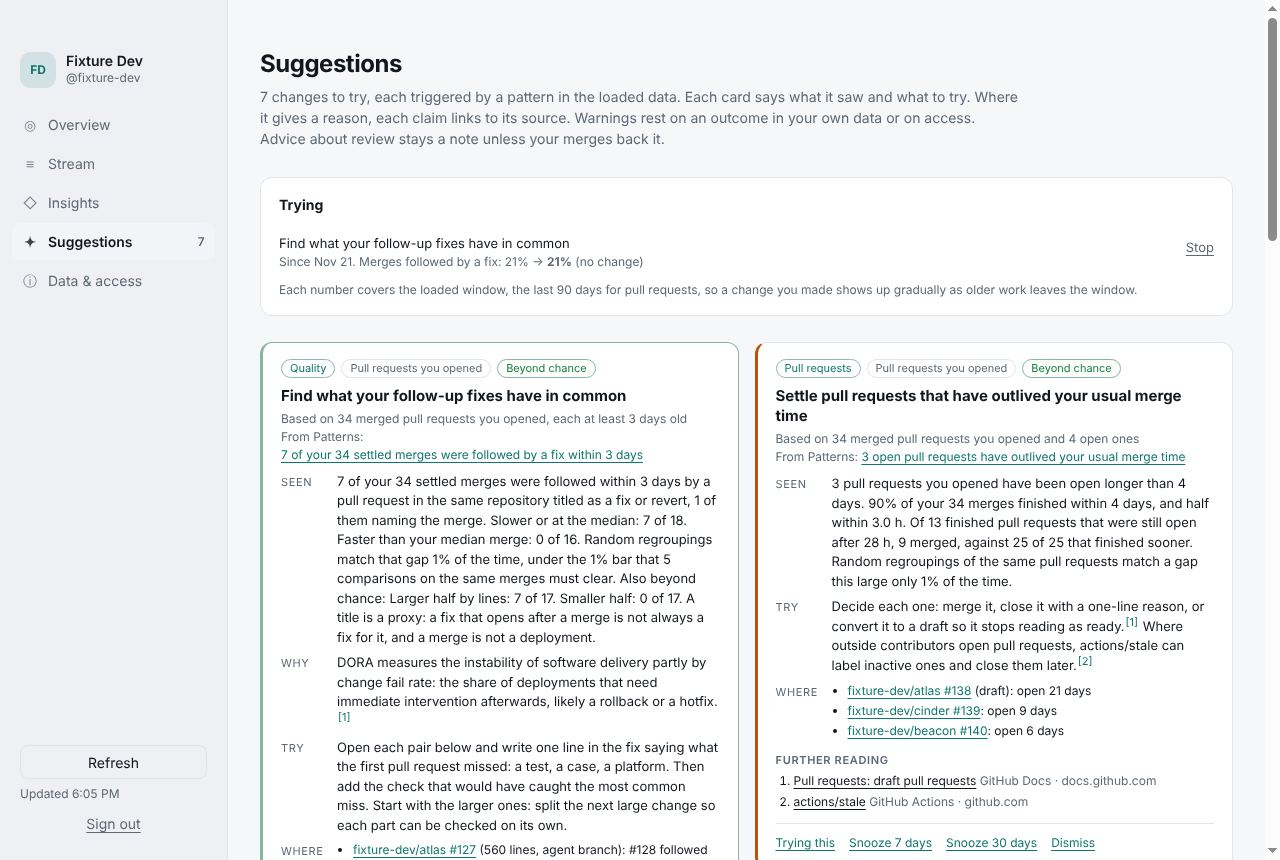 FD
Fixture Dev
@fixture-dev
Overview
Stream
Insights
Suggestions 7
Data & access
Refresh
Updated 6:05 PM
Sign out
Suggestions
7 changes to try, each triggered by a pattern in the loaded data. Each card says what it saw and what to try. Where
it gives a reason, each claim links to its source. Warnings rest on an outcome in your own data or on access.
Advice about review stays a note unless your merges back it.
Trying
Find what your follow-up fixes have in common
Since Nov 21. Merges followed by a fix: 21% → 21% (no change)
Stop
Each number covers the loaded window, the last 90 days for pull requests, so a change you made shows up gradually as older work leaves the window.
Quality Pull requests you opened Beyond chance
Find what your follow-up fixes have in common
Based on 34 merged pull requests you opened, each at least 3 days old
From Patterns:
7 of your 34 settled merges were followed by a fix within 3 days
SEEN 7 of your 34 settled merges were followed within 3 days by a
pull request in the same repository titled as a fix or revert, 1 of
them naming the merge. Slower or at the median: 7 of 18.
Faster than your median merge: 0 of 16. Random regroupings
match that gap 1% of the time, under the 1% bar that 5
comparisons on the same merges must clear. Also beyond
chance: Larger half by lines: 7 of 17. Smaller half: 0 of 17. A
title is a proxy: a fix that opens after a merge is not always a
fix for it, and a merge is not a deployment.
WHY DORA measures the instability of software delivery partly by
change fail rate: the share of deployments that need
immediate intervention afterwards, likely a rollback or a hotfix.
[1]
TRY Open each pair below and write one line in the fix saying what
the first pull request missed: a test, a case, a platform. Then
add the check that would have caught the most common
miss. Start with the larger ones: split the next large change so
each part can be checked on its own.
WHERE • fixture-dev/atlas #127 (560 lines, agent branch): #128 followed
Pull requests Pull requests you opened Beyond chance
Settle pull requests that have outlived your usual merge
time
Based on 34 merged pull requests you opened and 4 open ones
From Patterns: 3 open pull requests have outlived your usual merge time
SEEN 3 pull requests you opened have been open longer than 4
days. 90% of your 34 merges finished within 4 days, and half
within 3.0 h. Of 13 finished pull requests that were still open
after 28 h, 9 merged, against 25 of 25 that finished sooner.
Random regroupings of the same pull requests match a gap
this large only 1% of the time.
TRY Decide each one: merge it, close it with a one-line reason, or
convert it to a draft so it stops reading as ready.[1] Where
outside contributors open pull requests, actions/stale can
label inactive ones and close them later.[2]
WHERE • fixture-dev/atlas #138 (draft): open 21 days
• fixture-dev/cinder #139: open 9 days
• fixture-dev/beacon #140: open 6 days
FURTHER READING
1. Pull requests: draft pull requests GitHub Docs · docs.github.com
2. actions/stale GitHub Actions · github.com
Trying this Snooze 7 days Snooze 30 days Dismiss